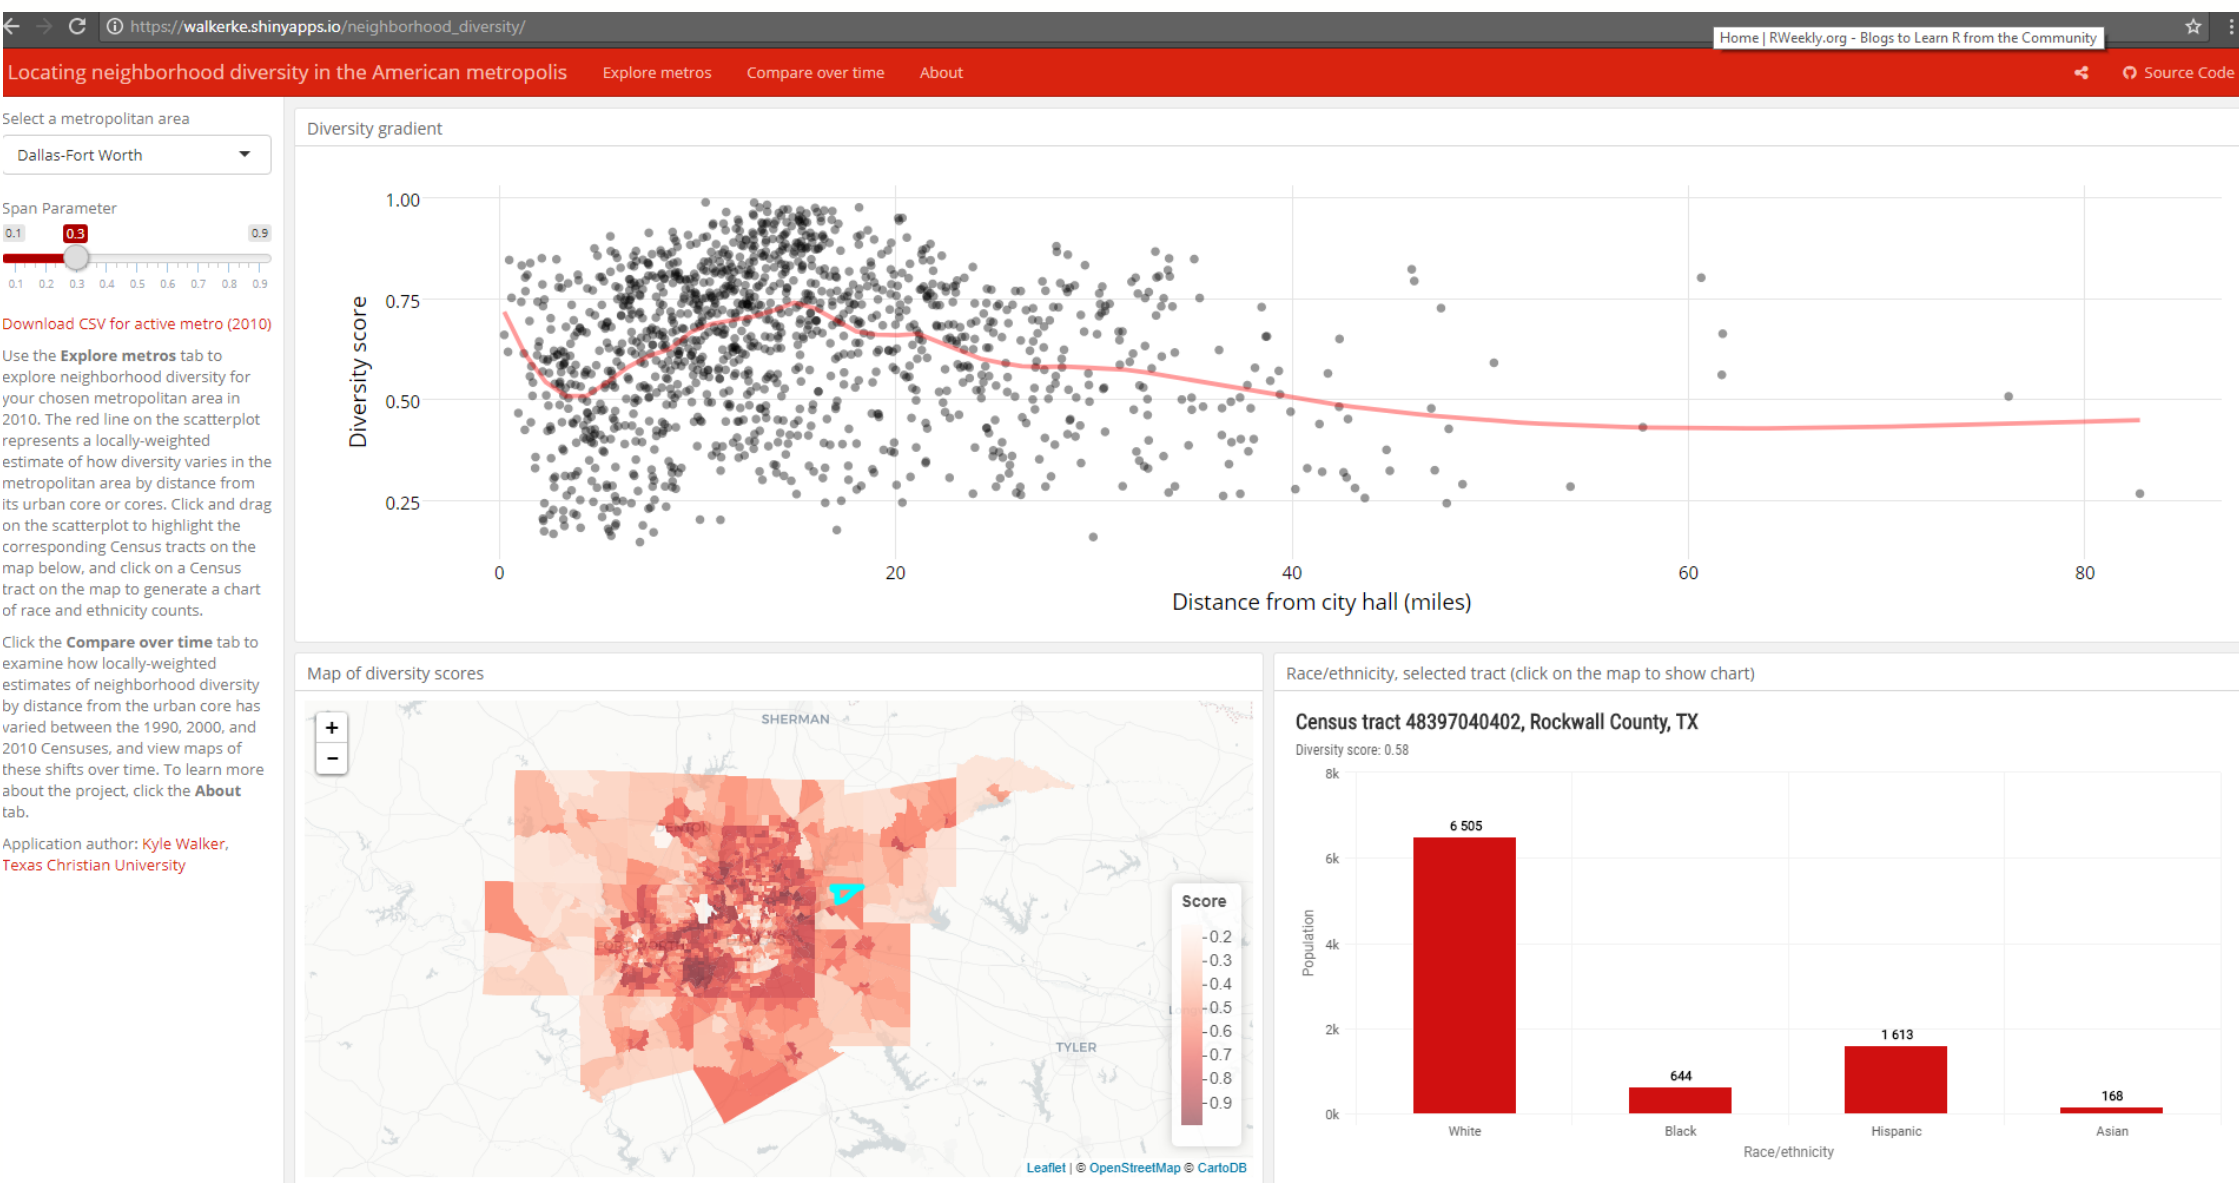 https://walkerke.shinyapps.io/neighborhood_diversity/
Home | RWeekly.org - Blogs to Learn R from the Community
Locating neighborhood diversity in the American metropolis
Explore metros
Compare over time
About
Source Code
Select a metropolitan area
Dallas-Fort Worth
Span Parameter
0.1 0.3 0.9
0.1 0.2 0.3 0.4 0.5 0.6 0.7 0.8 0.9
Download CSV for active metro (2010)
Use the Explore metros tab to
explore neighborhood diversity for
your chosen metropolitan area in
2010. The red line on the scatterplot
represents a locally-weighted
estimate of how diversity varies in the
metropolitan area by distance from
its urban core or cores. Click and drag
on the scatterplot to highlight the
corresponding Census tracts on the
map below, and click on a Census
tract on the map to generate a chart
of race and ethnicity counts.
Click the Compare over time tab to
examine how locally-weighted
estimates of neighborhood diversity
by distance from the urban core has
varied between the 1990, 2000, and
2010 Censuses, and view maps of
these shifts over time. To learn more
about the project, click the About
tab.
Application author: Kyle Walker,
Texas Christian University
Diversity gradient
Diversity score
1.00
0.75
0.50
0.25
0 20 40 60 80
Distance from city hall (miles)
Map of diversity scores
+
-
SHERMAN
DENTON
FORT WORTH
TYLER
Score
0.2
0.3
0.4
0.5
0.6
0.7
0.8
0.9
Leaflet | © OpenStreetMap © CartoDB
Race/ethnicity, selected tract (click on the map to show chart)
Census tract 48397040402, Rockwall County, TX
Diversity score: 0.58
Population
8k
6k
4k
2k
0k
6 505
644
1 613
168
White Black Hispanic Asian
Race/ethnicity